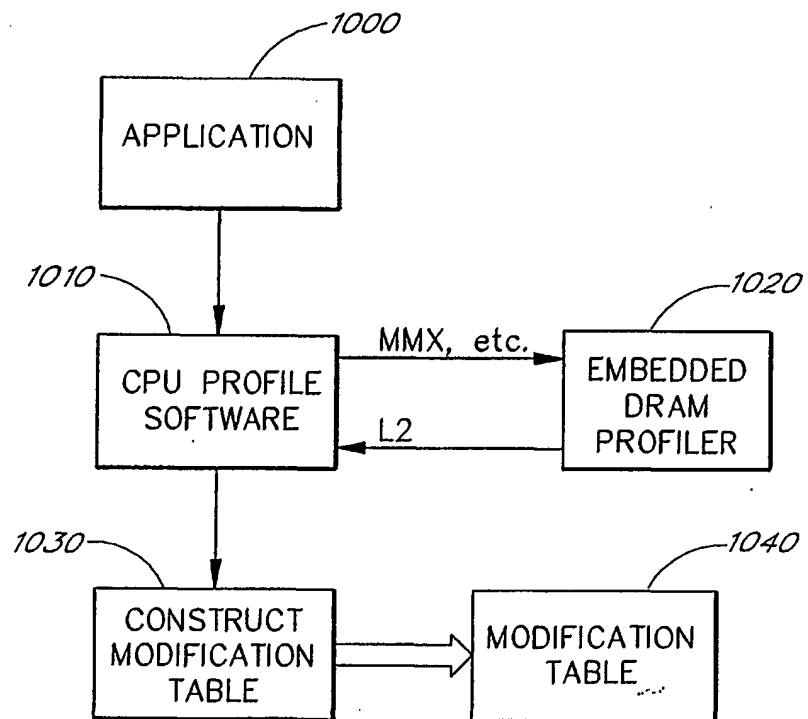 1000
APPLICATION
1010
1020
CPU PROFILE
SOFTWARE
MMX, etc.
L2
EMBEDDED
DRAM
PROFILER
1030
1040
CONSTRUCT
MODIFICATION
TABLE
MODIFICATION
TABLE